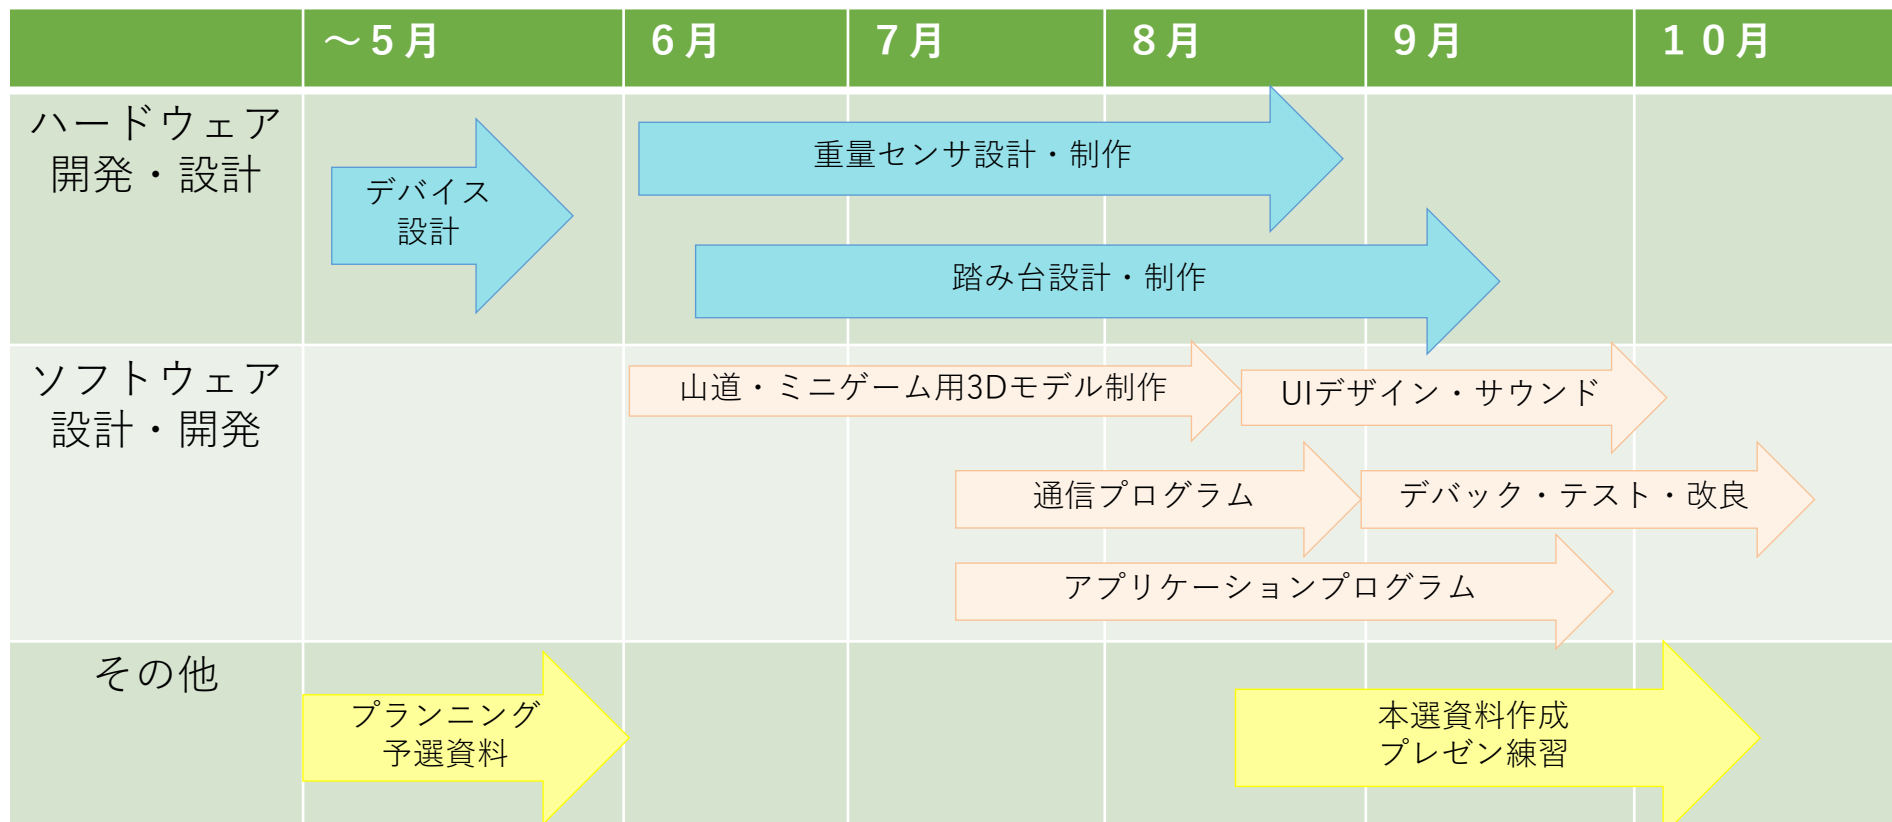 ～５月
６月
７月
８月
９月
１０月
ハードウェア
開発・設計
デバイス
設計
重量センサ設計・制作
踏み台設計・制作
ソフトウェア
設計・開発
山道・ミニゲーム用3Dモデル制作
UIデザイン・サウンド
通信プログラム
デバック・テスト・改良
アプリケーションプログラム
その他
プランニング
予選資料
本選資料作成
プレゼン練習